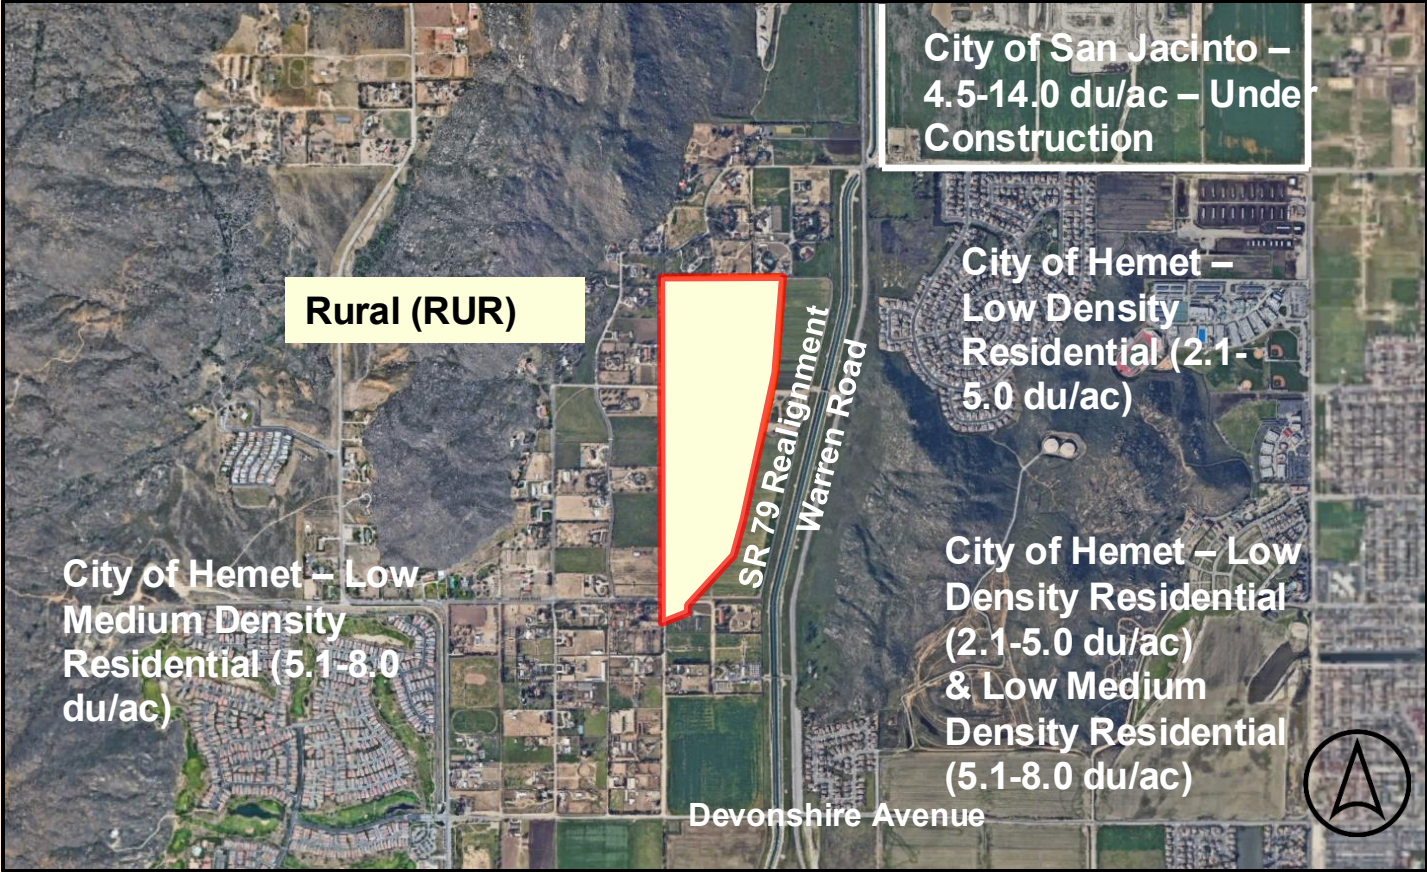 City of San Jacinto –
4.5-14.0 du/ac – Under
Construction
City of Hemet –
Low Density
Residential (2.1-
5.0 du/ac)
Rural (RUR)
SR 79 Realignment
Warren Road
City of Hemet – Low
Medium Density
Residential (5.1-8.0
du/ac)
City of Hemet – Low
Density Residential
(2.1-5.0 du/ac)
& Low Medium
Density Residential
(5.1-8.0 du/ac)
Devonshire Avenue